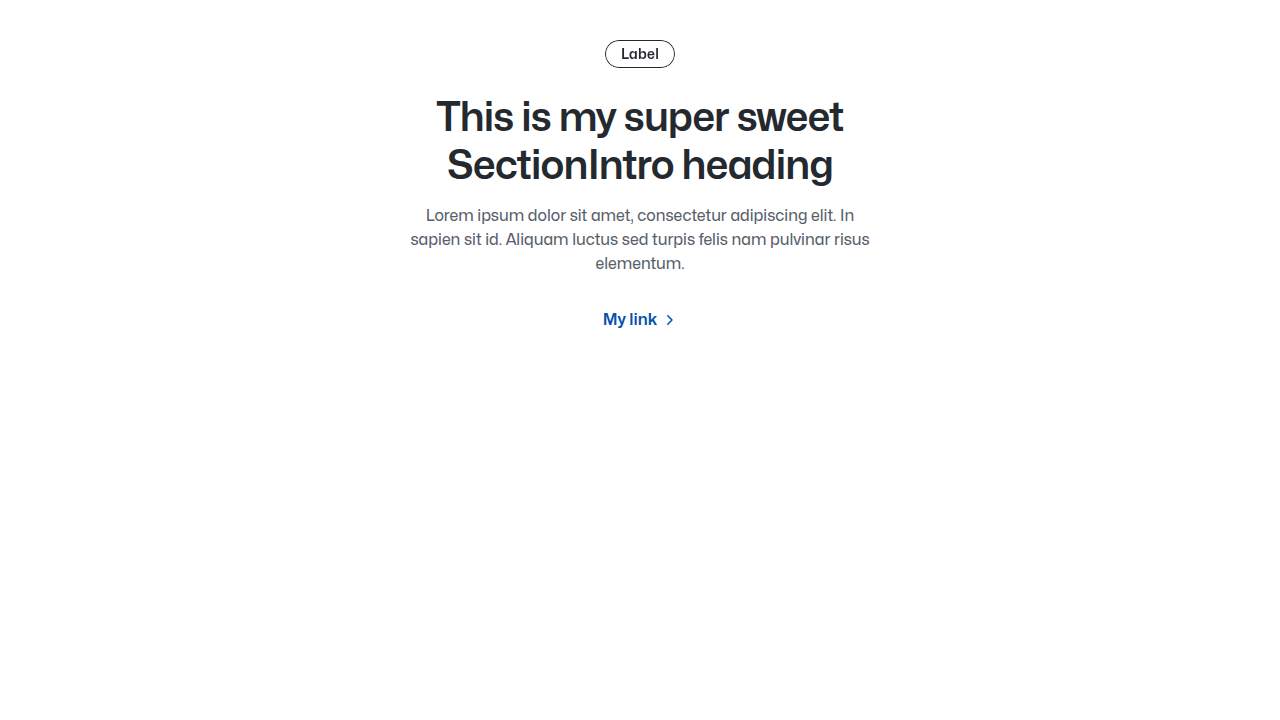 Label
This is my super sweet
SectionIntro heading
Lorem ipsum dolor sit amet, consectetur adipiscing elit. In
sapien sit id. Aliquam luctus sed turpis felis nam pulvinar risus
elementum.
My link